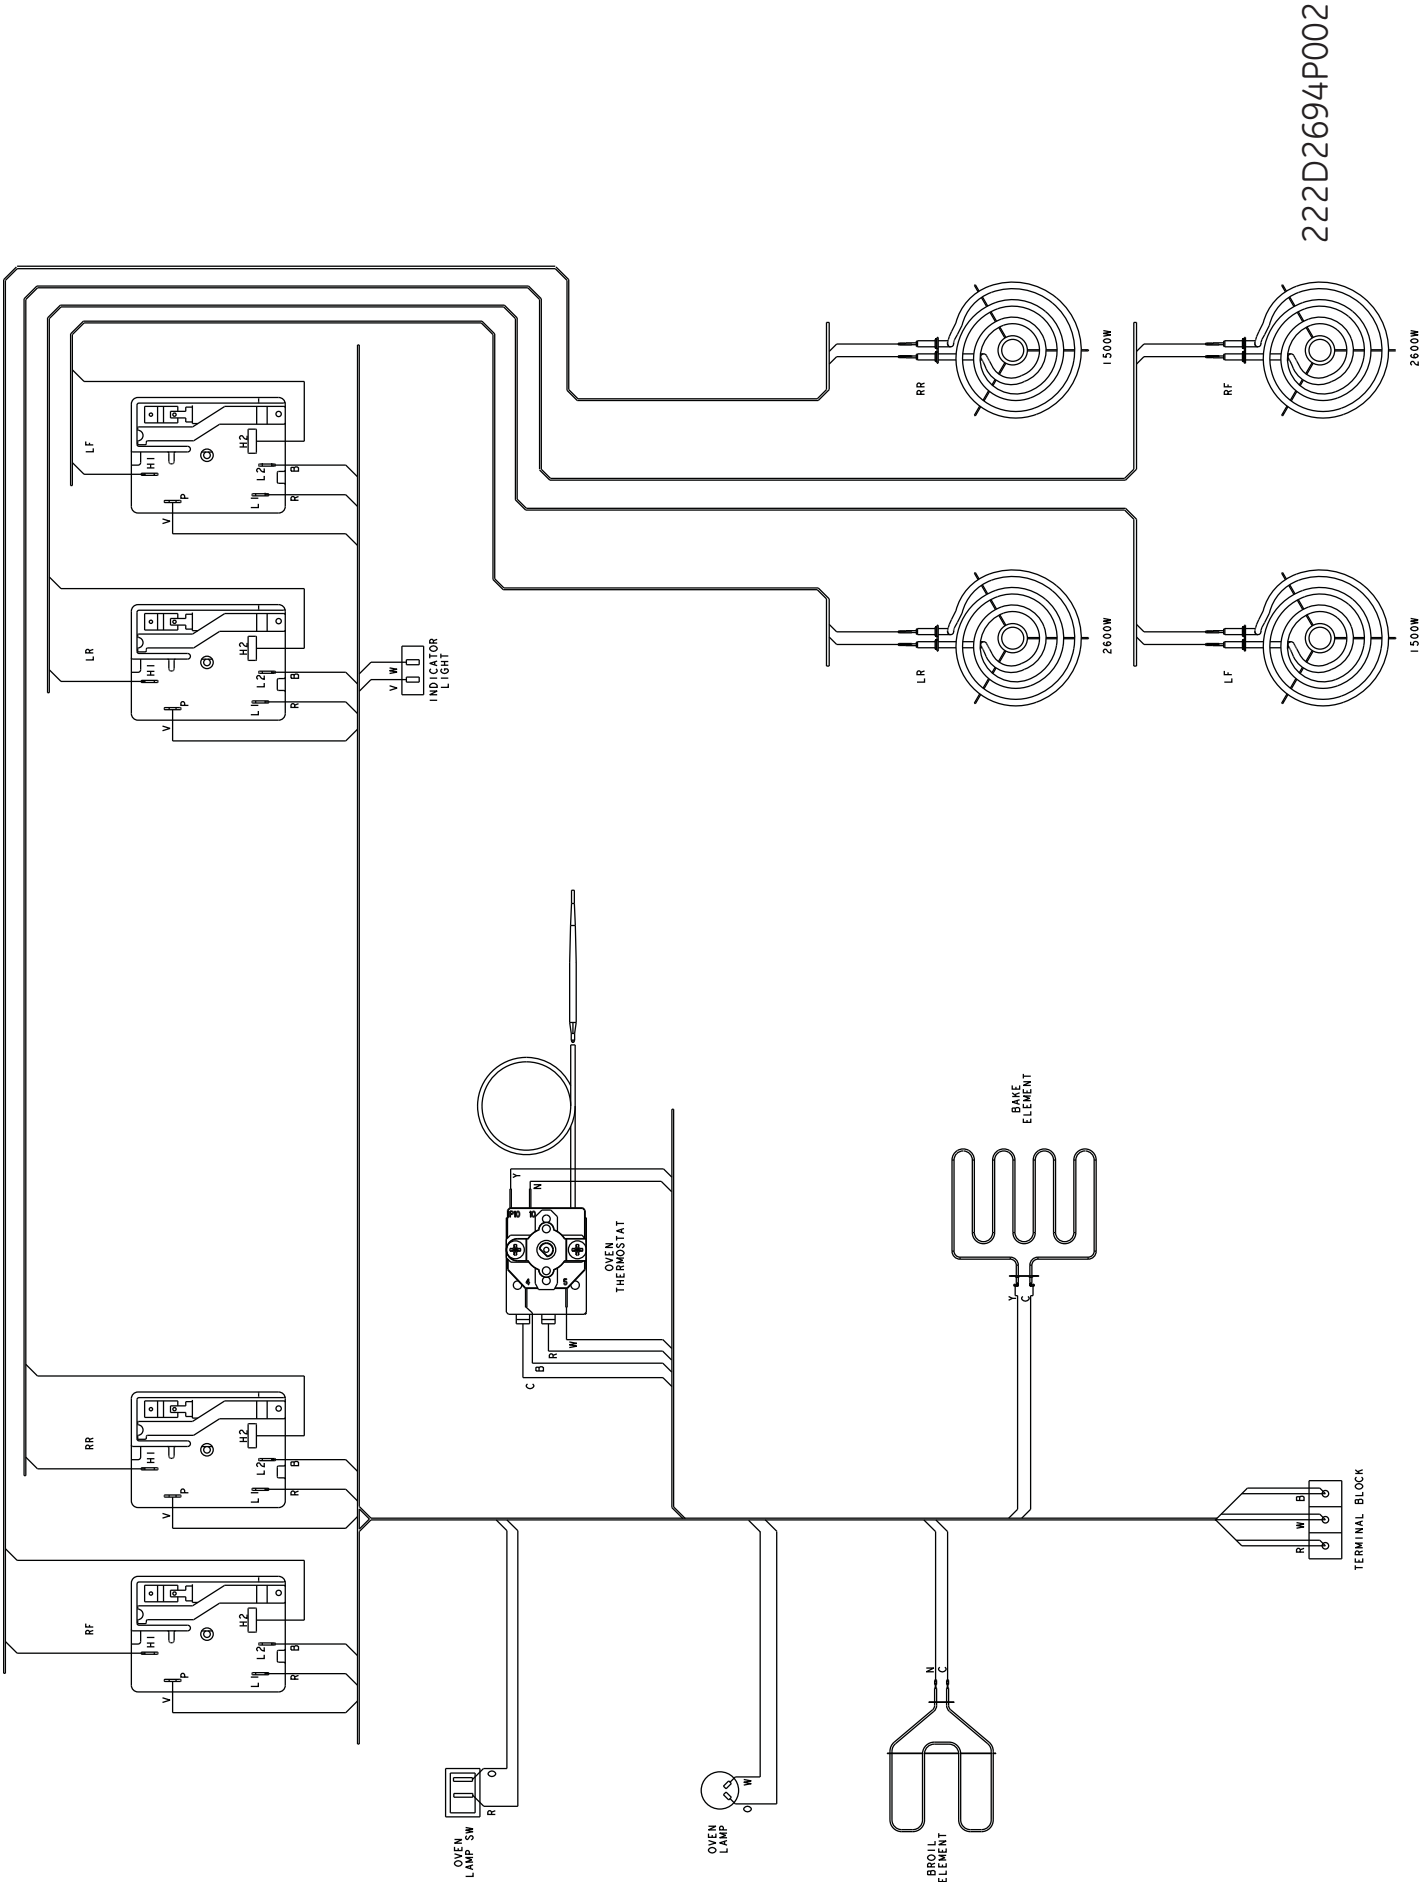 222D2694P002
LF
HI
H2
L2
B
P
L1
R
V
LR
HI
H2
L2
B
P
L1
R
V
W
V
INDICATOR
LIGHT
RR
1500W
RF
2600W
LR
2600W
LF
1500W
Y
N
P10 10
4 5
OVEN
THERMOSTAT
W
R
B
C
BAKE
ELEMENT
Y
C
RR
HI
H2
L2
B
P
L1
R
V
RF
HI
H2
L2
B
P
L1
R
V
B
W
R
TERMINAL BLOCK
N
C
BROIL
ELEMENT
O
R
OVEN
LAMP SW
W
O
OVEN
LAMP